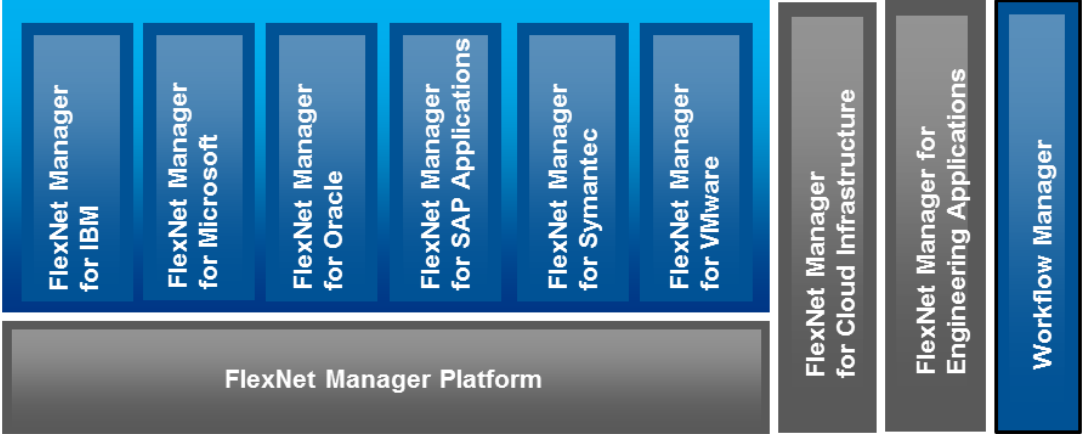 FlexNet Manager
for IBM
FlexNet Manager
for Microsoft
FlexNet Manager
for Oracle
FlexNet Manager
for SAP Applications
FlexNet Manager
for Symantec
FlexNet Manager
for VMware
FlexNet Manager
for Cloud Infrastructure
FlexNet Manager for
Engineering Applications
Workflow Manager
FlexNet Manager Platform